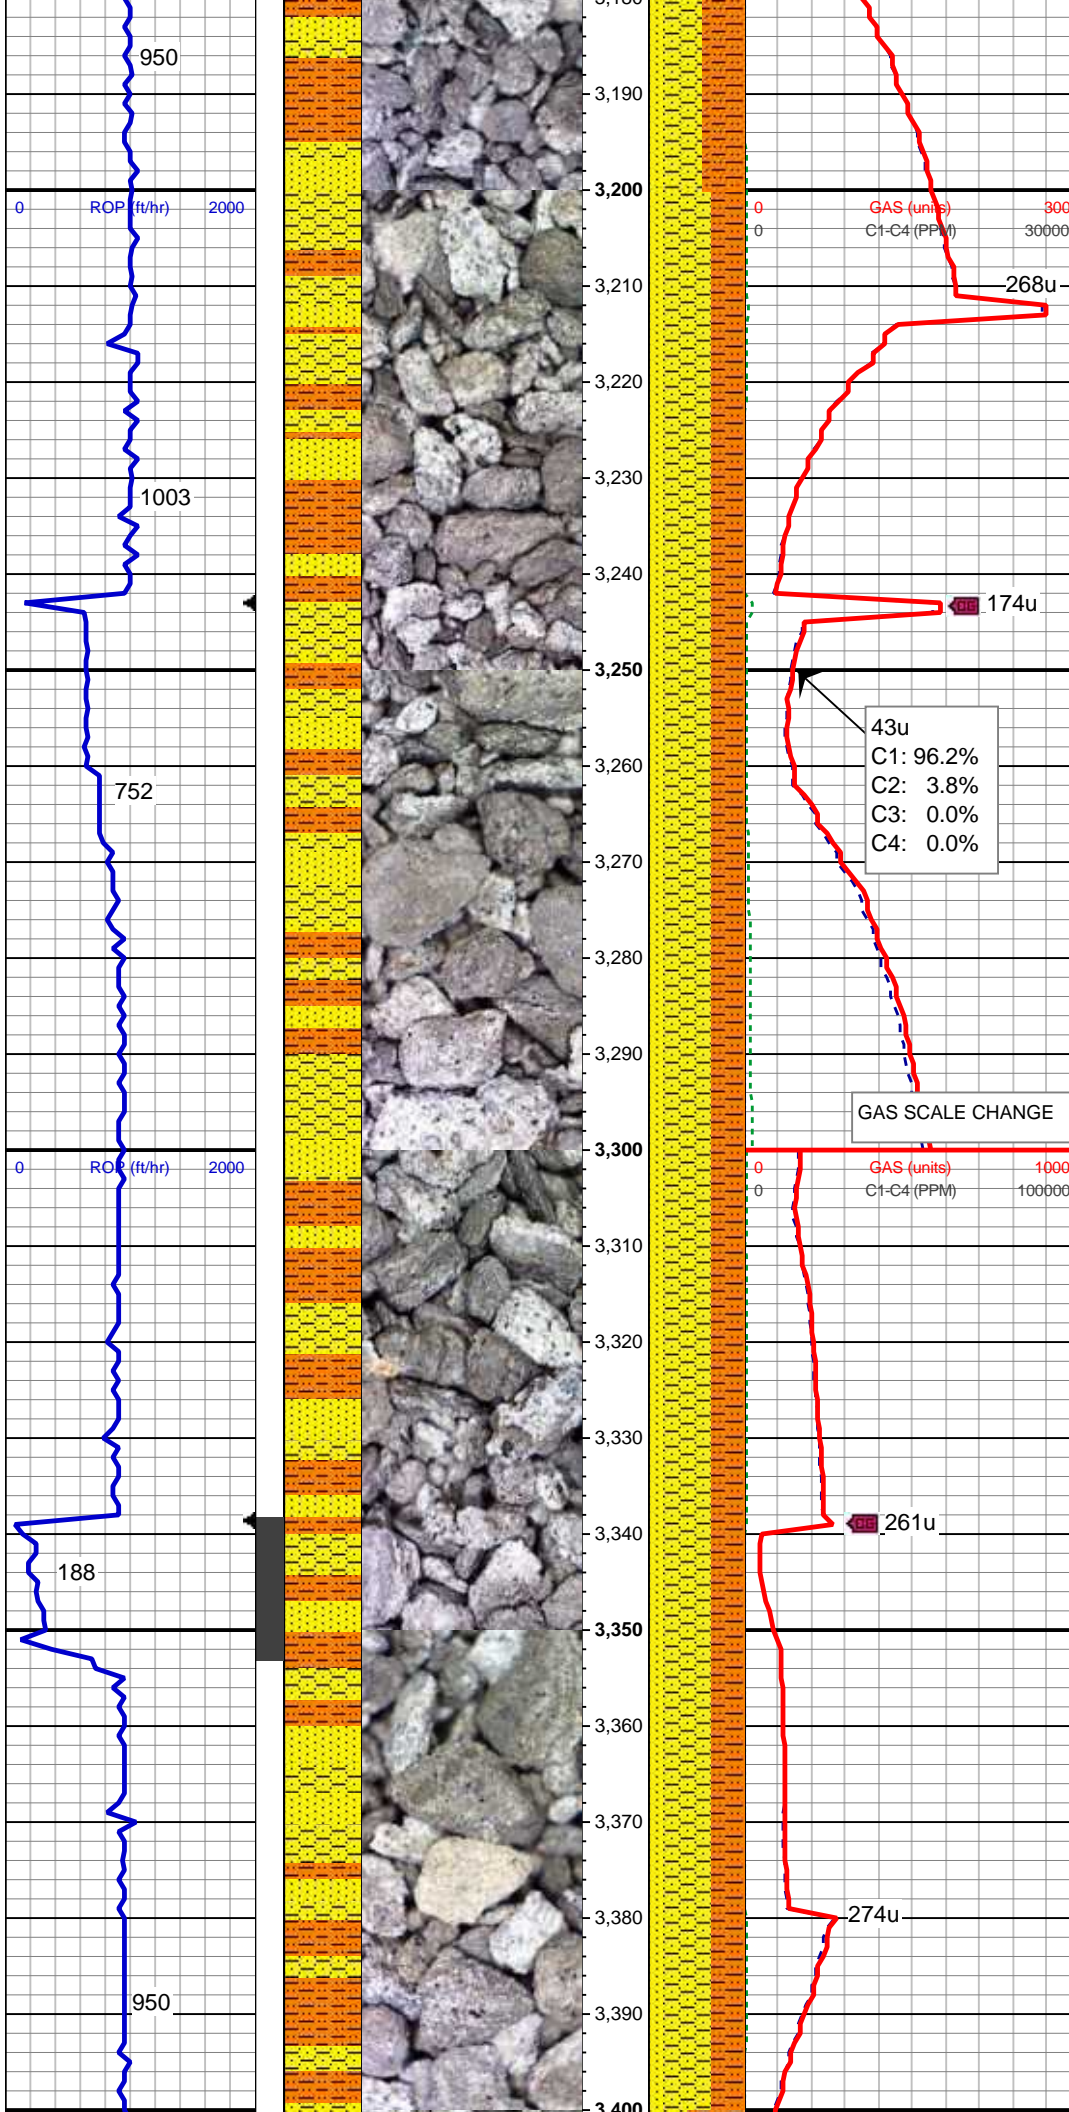 950
3,190
3,200
0 ROP (ft/hr) 2000
0 GAS (units) 300
0 C1-C4 (PPM) 30000
3,210
268u
3,220
3,230
1003
3,240
CG 174u
3,250
43u
C1: 96.2%
C2: 3.8%
C3: 0.0%
C4: 0.0%
3,260
752
3,270
3,280
3,290
GAS SCALE CHANGE
3,300
0 ROP (ft/hr) 2000
0 GAS (units) 1000
0 C1-C4 (PPM) 100000
3,310
3,320
3,330
CG 261u
3,340
188
3,350
3,360
3,370
3,380
274u
950
3,390
3,400